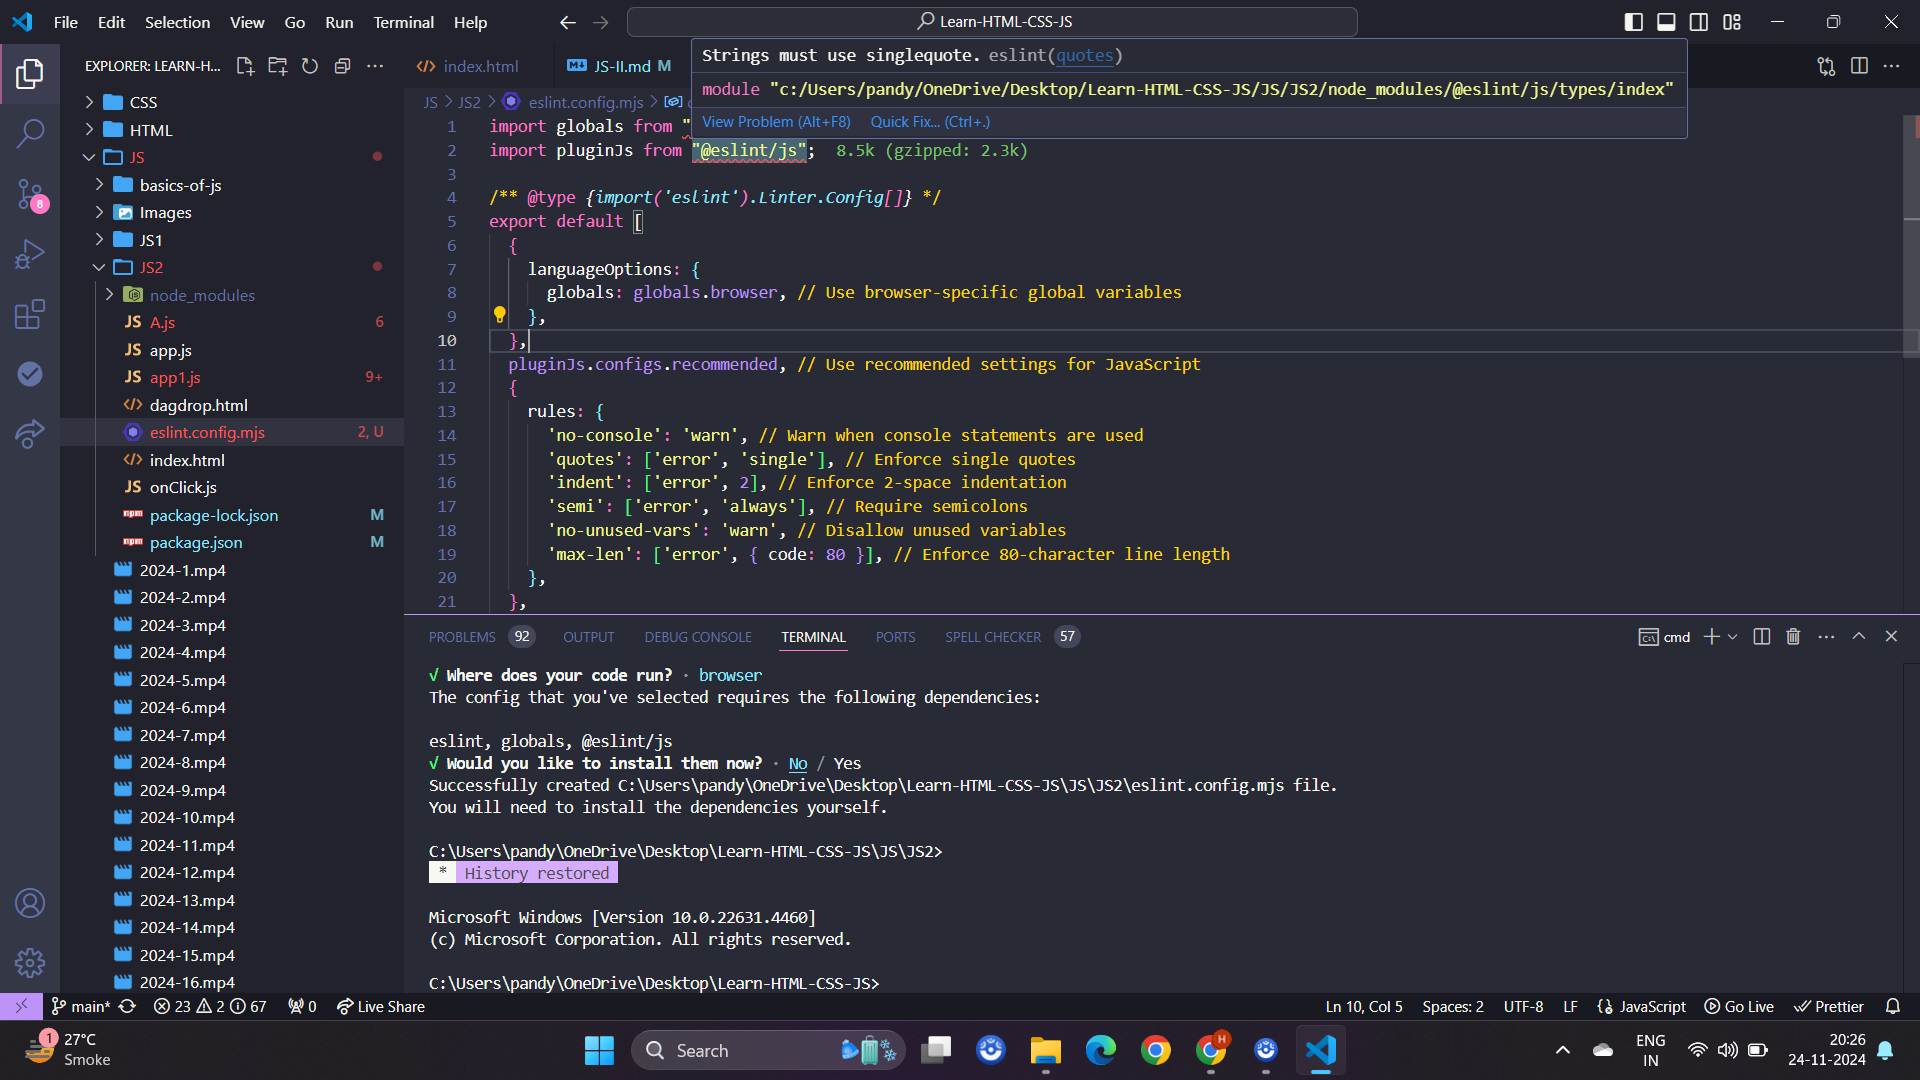 File Edit Selection View Go Run Terminal Help
Learn-HTML-CSS-JS
EXPLORER: LEARN-H...
index.html
JS-II.md M
Strings must use singlequote. eslint(quotes)
module "c:/Users/pandy/OneDrive/Desktop/Learn-HTML-CSS-JS/JS/JS2/node_modules/@eslint/js/types/index"
View Problem (Alt+F8) Quick Fix... (Ctrl+.)
JS > JS2 > eslint.config.mjs >
8
CSS
HTML
JS
basics-of-js
Images
JS1
JS2
node_modules
A.js 6
app.js
app1.js 9+
dagdrop.html
eslint.config.mjs 2, U
index.html
onClick.js
package-lock.json M
package.json M
2024-1.mp4
2024-2.mp4
2024-3.mp4
2024-4.mp4
2024-5.mp4
2024-6.mp4
2024-7.mp4
2024-8.mp4
2024-9.mp4
2024-10.mp4
2024-11.mp4
2024-12.mp4
2024-13.mp4
2024-14.mp4
2024-15.mp4
2024-16.mp4
1 import globals from "
2 import pluginJs from "@eslint/js"; 8.5k (gzipped: 2.3k)
3
4 /** @type {import('eslint').Linter.Config[]} */
5 export default [
6 {
7 languageOptions: {
8 globals: globals.browser, // Use browser-specific global variables
9 },
10 },
11 pluginJs.configs.recommended, // Use recommended settings for JavaScript
12 {
13 rules: {
14 'no-console': 'warn', // Warn when console statements are used
15 'quotes': ['error', 'single'], // Enforce single quotes
16 'indent': ['error', 2], // Enforce 2-space indentation
17 'semi': ['error', 'always'], // Require semicolons
18 'no-unused-vars': 'warn', // Disallow unused variables
19 'max-len': ['error', { code: 80 }], // Enforce 80-character line length
20 },
21 },
PROBLEMS 92 OUTPUT DEBUG CONSOLE TERMINAL PORTS SPELL CHECKER 57
cmd
√ Where does your code run? · browser
The config that you've selected requires the following dependencies:
eslint, globals, @eslint/js
√ Would you like to install them now? · No / Yes
Successfully created C:\Users\pandy\OneDrive\Desktop\Learn-HTML-CSS-JS\JS\JS2\eslint.config.mjs file.
You will need to install the dependencies yourself.
C:\Users\pandy\OneDrive\Desktop\Learn-HTML-CSS-JS\JS\JS2>
* History restored
Microsoft Windows [Version 10.0.22631.4460]
(c) Microsoft Corporation. All rights reserved.
C:\Users\pandy\OneDrive\Desktop\Learn-HTML-CSS-JS>
main* 23 2 67 0 Live Share
Ln 10, Col 5 Spaces: 2 UTF-8 LF JavaScript Go Live Prettier
1
27°C
Smoke
Search
H
ENG
IN
20:26
24-11-2024